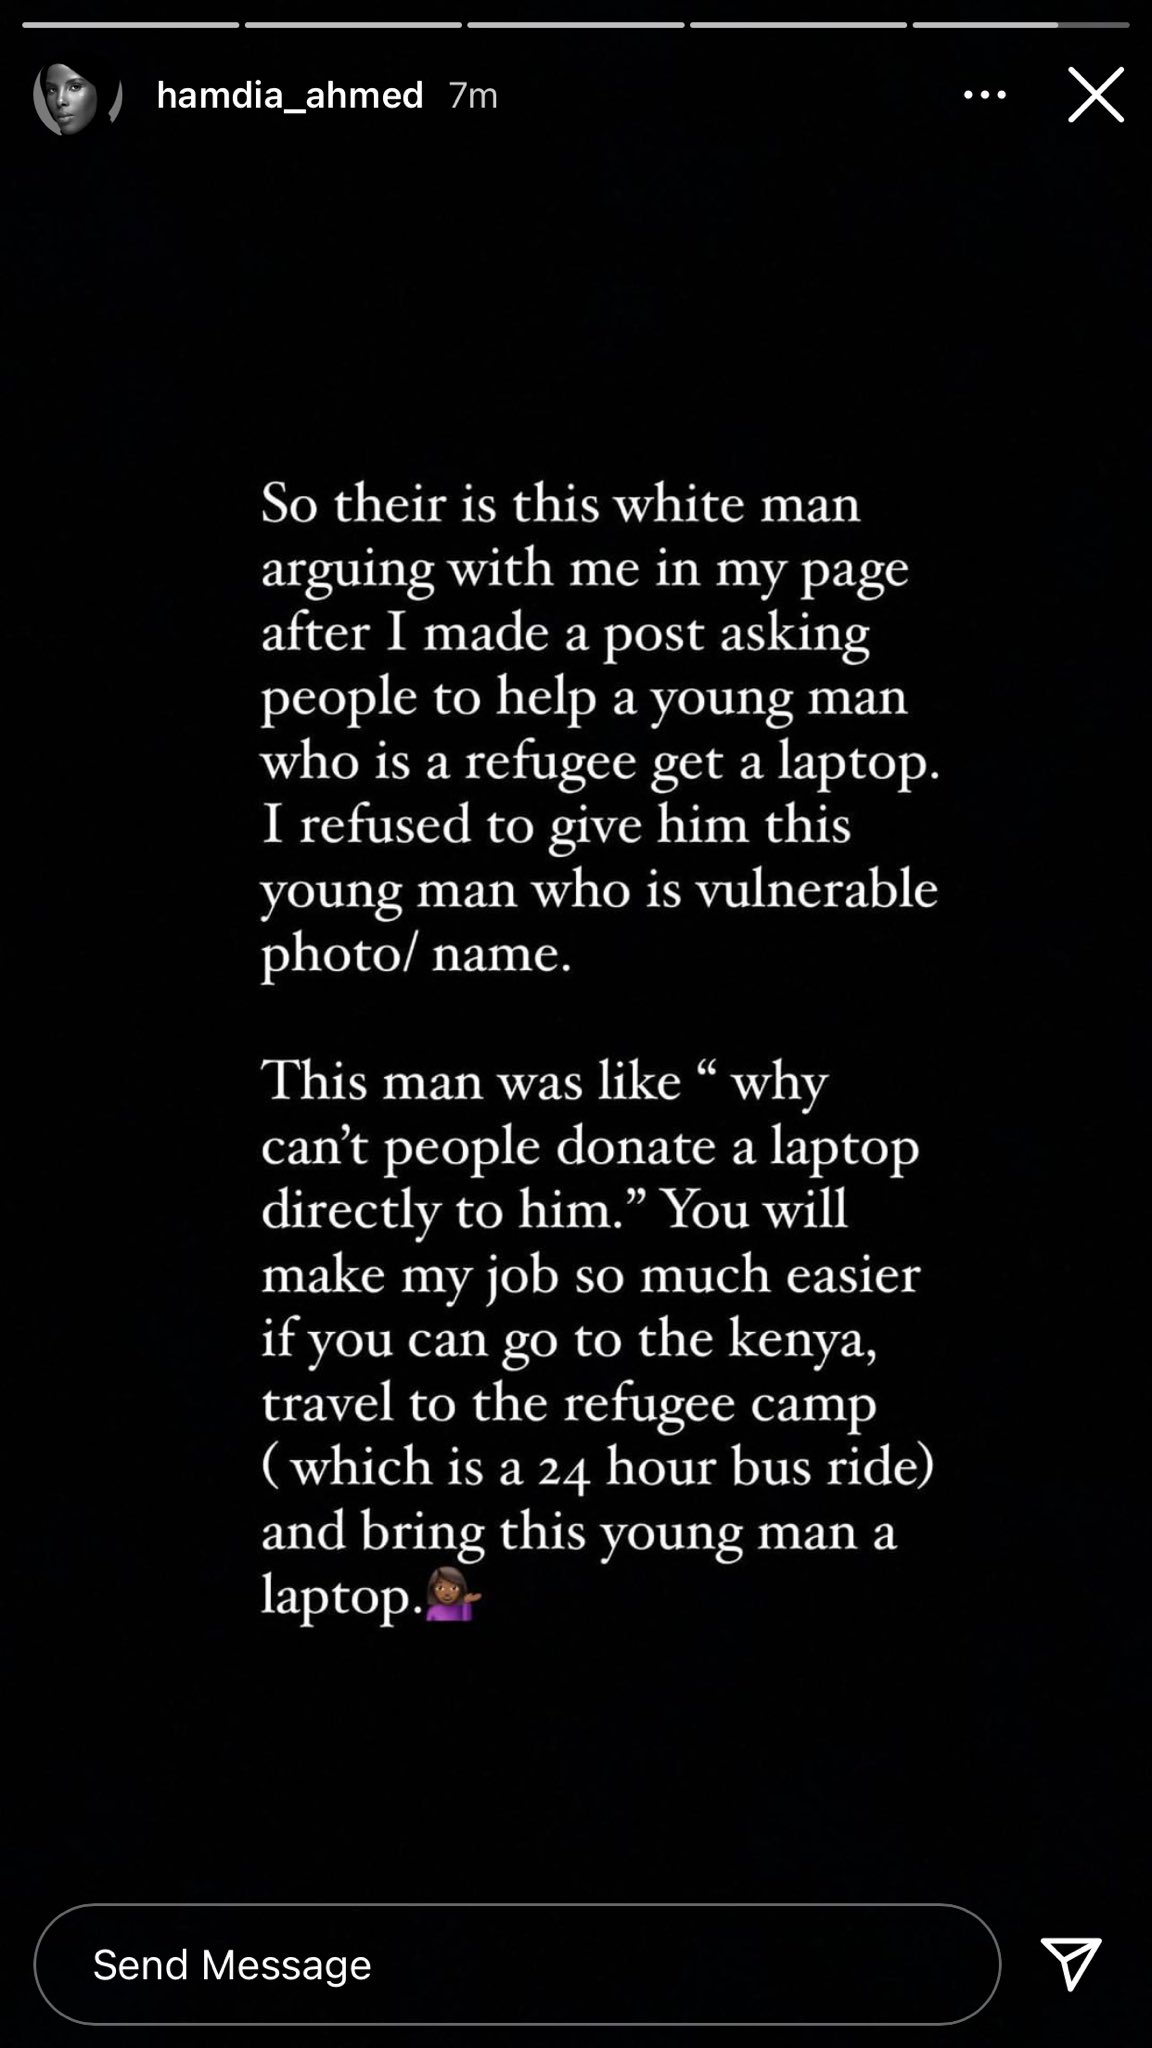 hamdia_ahmed 7m
So their is this white man
arguing with me in my page
after I made a post asking
people to help a young man
who is a refugee get a laptop.
I refused to give him this
young man who is vulnerable
photo/ name.
This man was like “ why
can’t people donate a laptop
directly to him.” You will
make my job so much easier
if you can go to the kenya,
travel to the refugee camp
( which is a 24 hour bus ride)
and bring this young man a
laptop.💁🏾‍♀️
Send Message